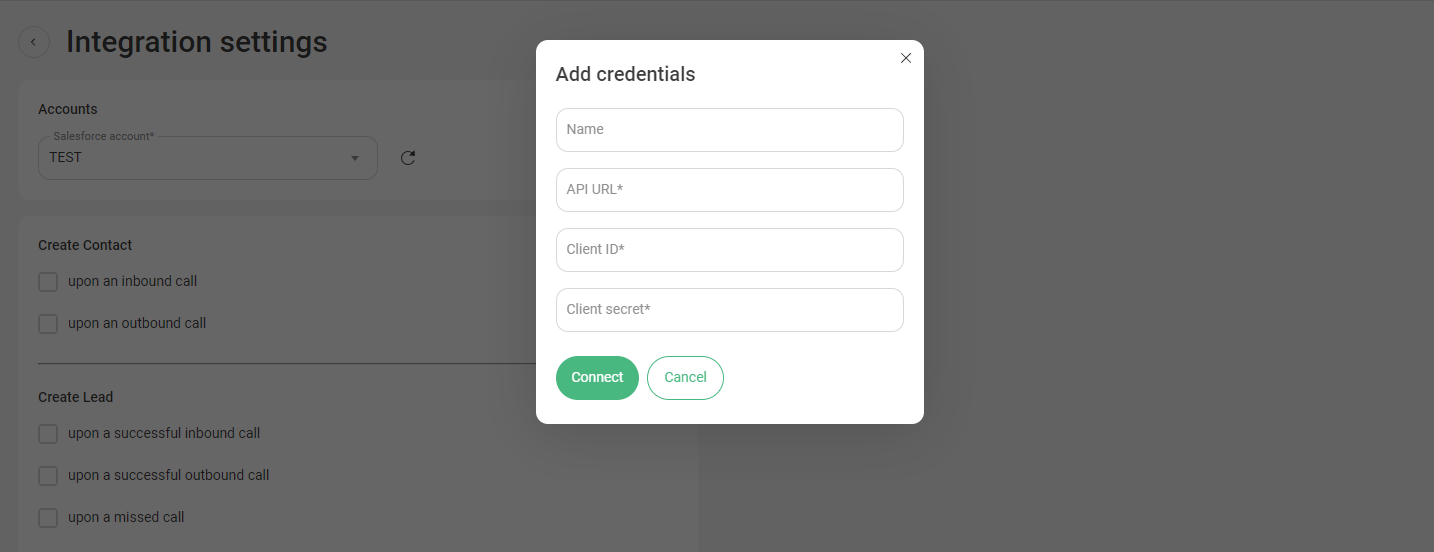 Integration settings
Accounts
Salesforce account*
TEST
Create Contact
upon an inbound call
upon an outbound call
Create Lead
upon a successful inbound call
upon a successful outbound call
upon a missed call
Add credentials
Name
API URL*
Client ID*
Client secret*
Connect
Cancel